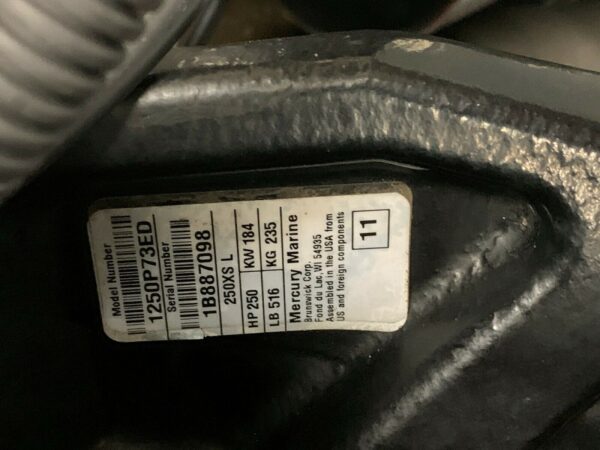 Model Number
1250P73ED
Serial Number
1B887098
250XS L
HP 250 KW 184
LB 516 KG 235
Mercury Marine
Brunswick Corp.
Fond du Lac, WI 54935
Assembled in the USA from
US and foreign components
11